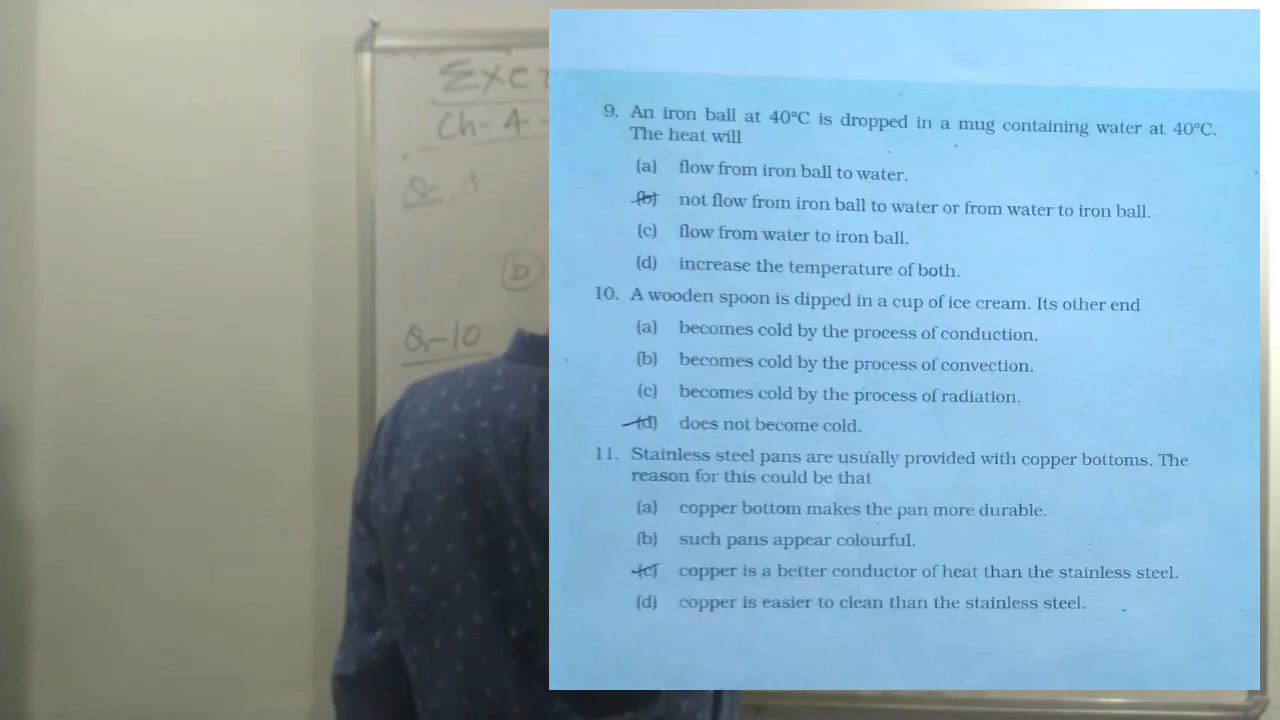 Exer
Ch- 4 -
Q- 9
b
Q-10
9. An iron ball at 40°C is dropped in a mug containing water at 40°C.
The heat will
(a) flow from iron ball to water.
(b) not flow from iron ball to water or from water to iron ball.
(c) flow from water to iron ball.
(d) increase the temperature of both.
10. A wooden spoon is dipped in a cup of ice cream. Its other end
(a) becomes cold by the process of conduction.
(b) becomes cold by the process of convection.
(c) becomes cold by the process of radiation.
(d) does not become cold.
11. Stainless steel pans are usually provided with copper bottoms. The
reason for this could be that
(a) copper bottom makes the pan more durable.
(b) such pans appear colourful.
(c) copper is a better conductor of heat than the stainless steel.
(d) copper is easier to clean than the stainless steel.